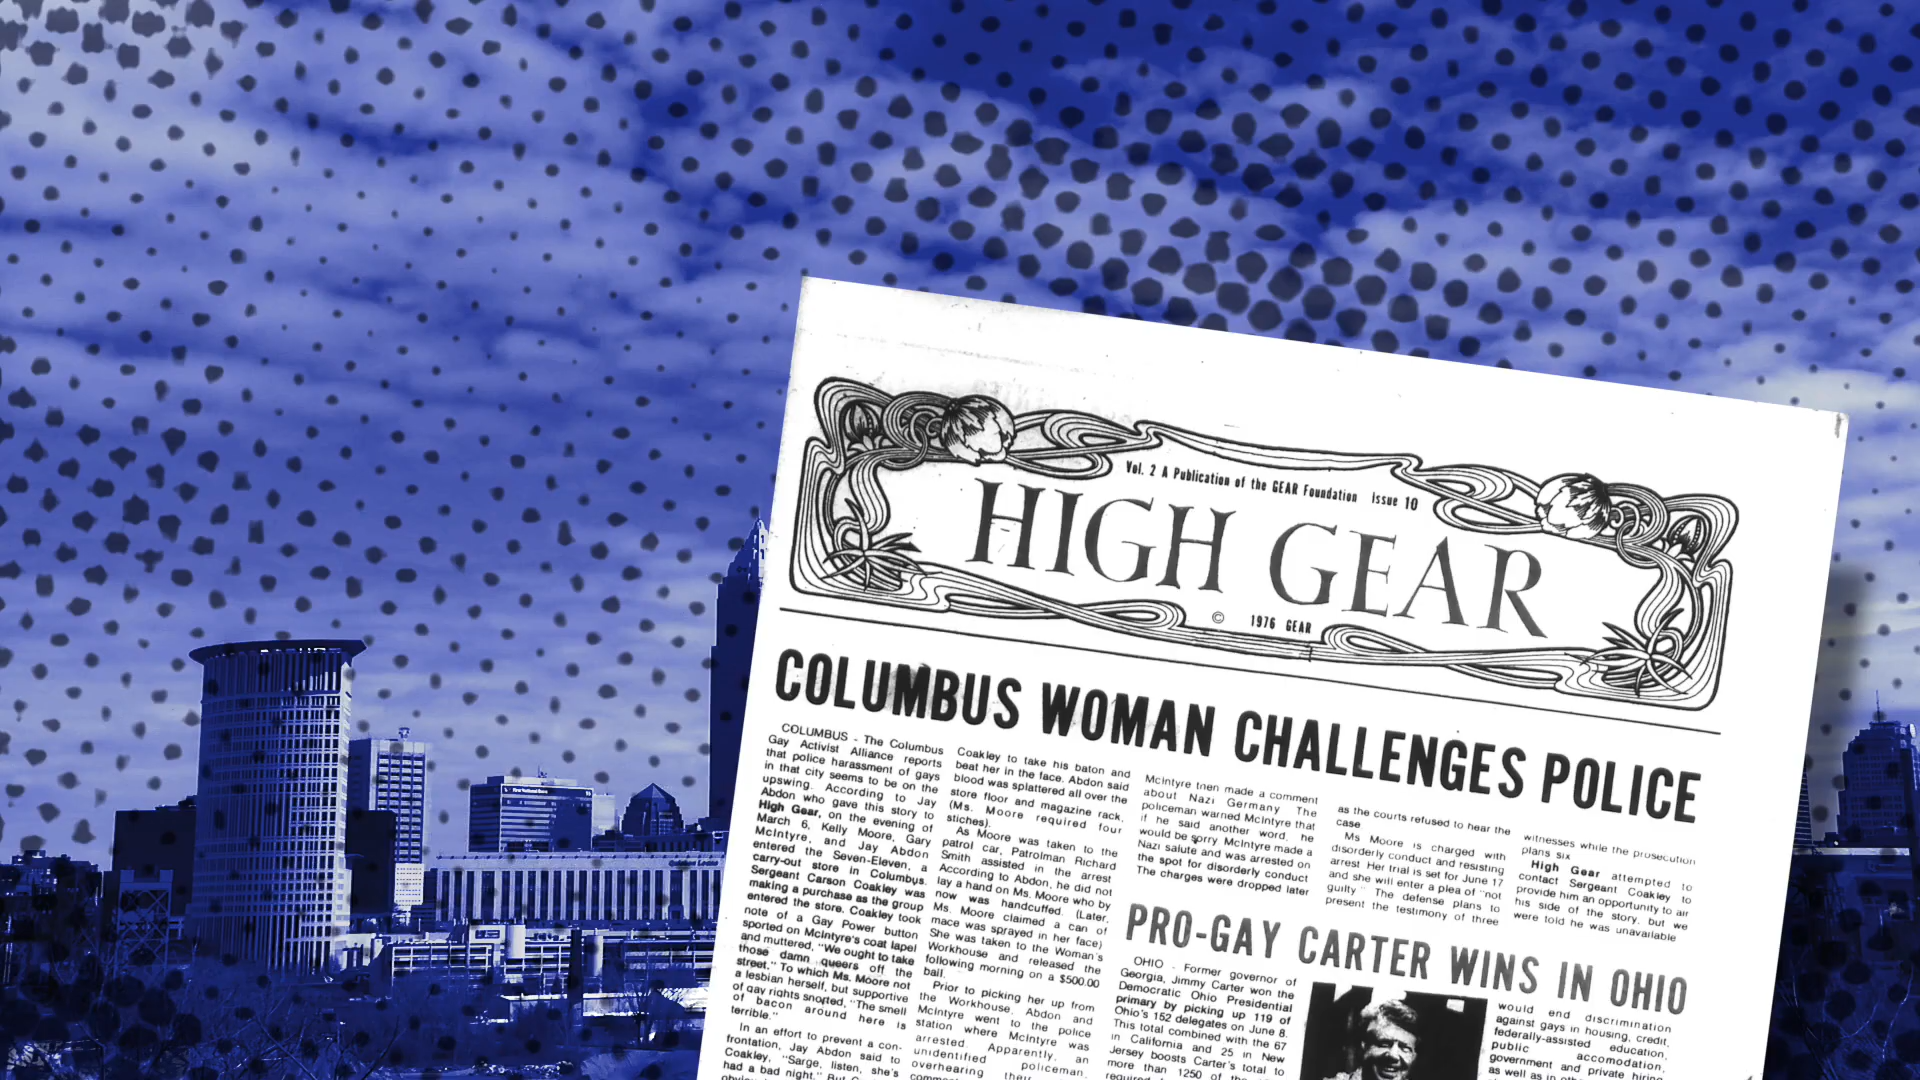 First National Bank
Vol. 2 A Publication of the GEAR Foundation issue 10
HIGH GEAR
© 1976 GEAR
COLUMBUS WOMAN CHALLENGES POLICE
COLUMBUS - The Columbus
Gay Activist Alliance reports
that police harassment of gays
in that city seems to be on the
upswing. According to Jay
Abdon who gave this story to
High Gear, on the evening of
March 6, Kelly Moore, Gary
McIntyre, and Jay Abdon
entered the Seven-Eleven, a
carry-out store in Columbus.
Sergeant Carson Coakley was
making a purchase as the group
entered the store. Coakley took
note of a Gay Power button
sported on McIntyre's coat lapel
and muttered, "We ought to take
those damn queers off the
street." To which Ms. Moore not
a lesbian herself, but supportive
of gay rights snorted, "The smell
of bacon around here is
terrible."
In an effort to prevent a con-
frontation, Jay Abdon said to
Coakley, "Sarge, listen, she's
had a bad night." But
Coakley to take his baton and
beat her in the face. Abdon said
blood was splattered all over the
store floor and magazine rack.
(Ms. Moore required four
stiches).
As Moore was taken to the
patrol car, Patrolman Richard
Smith assisted in the arrest
According to Abdon, he did not
lay a hand on Ms. Moore who by
now was handcuffed. (Later,
Ms. Moore claimed a can of
mace was sprayed in her face)
She was taken to the Woman's
Workhouse and released the
following morning on a $500.00
bail.
Prior to picking her up from
the Workhouse, Abdon and
McIntyre went to the police
station where McIntyre was
arrested. Apparently, an
unidentified policeman,
overhearing their
McIntyre then made a comment
about Nazi Germany The
policeman warned McIntyre that
if he said another word, he
would be sorry McIntyre made a
Nazi salute and was arrested on
the spot for disorderly conduct
The charges were dropped later
as the courts refused to hear the
case
Ms Moore is charged with
disorderly conduct and resisting
arrest Her trial is set for June 17
and she will enter a plea of "not
guilty" The defense plans to
present the testimony of three
witnesses while the prosecution
plans six
High Gear attempted to
contact Sergeant Coakley to
provide him an opportunity to air
his side of the story, but we
were told he was unavailable
PRO-GAY CARTER WINS IN OHIO
OHIO - Former governor of
Georgia, Jimmy Carter won the
Democratic Ohio Presidential
primary by picking up 119 of
Ohio's 152 delegates on June 8.
This total combined with the 67
in California and 25 in New
Jersey boosts Carter's total to
more than 1250 of the
would end discrimination
against gays in housing, credit,
federally-assisted education,
public accomodation,
government and private hiring
as well as in